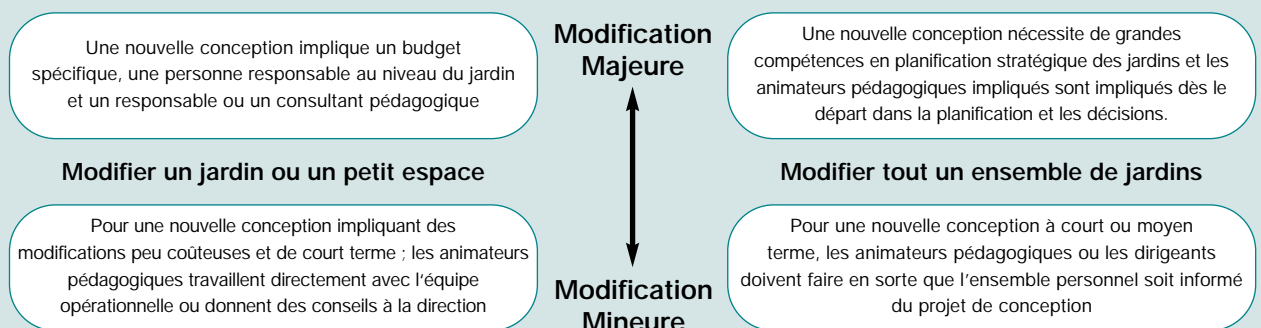 Une nouvelle conception implique un budget
spécifique, une personne responsable au niveau du jardin
et un responsable ou un consultant pédagogique
Modification
Majeure
Une nouvelle conception nécessite de grandes
compétences en planification stratégique des jardins et les
animateurs pédagogiques impliqués sont impliqués dès le
départ dans la planification et les décisions.
Modifier un jardin ou un petit espace
Modifier tout un ensemble de jardins
Pour une nouvelle conception impliquant des
modifications peu coûteuses et de court terme ; les animateurs
pédagogiques travaillent directement avec l'équipe
opérationnelle ou donnent des conseils à la direction
Modification
Mineure
Pour une nouvelle conception à court ou moyen
terme, les animateurs pédagogiques ou les dirigeants
doivent faire en sorte que l'ensemble personnel soit informé
du projet de conception